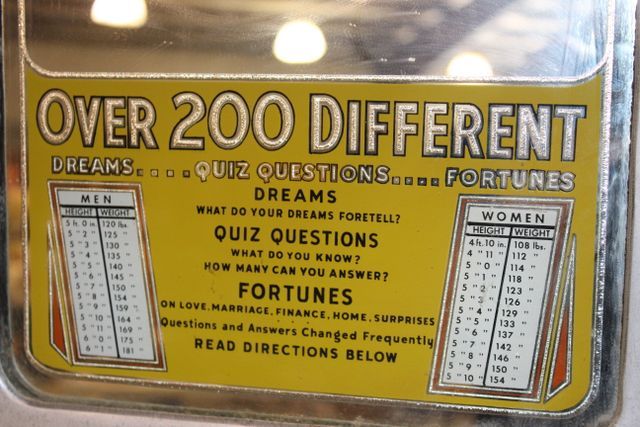 OVER 200 DIFFERENT
DREAMS....QUIZ QUESTIONS....FORTUNES
DREAMS
WHAT DO YOUR DREAMS FORETELL?
QUIZ QUESTIONS
WHAT DO YOU KNOW?
HOW MANY CAN YOU ANSWER?
FORTUNES
ON LOVE, MARRIAGE, FINANCE, HOME, SURPRISES
Questions and Answers Changed Frequently
READ DIRECTIONS BELOW
MEN
HEIGHT WEIGHT
5 ft. 0 in. 120 lbs.
5 " 2 " 125 "
5 " 3 " 130 "
5 " 4 " 135 "
5 " 5 " 140 "
5 " 6 " 145 "
5 " 7 " 150 "
5 " 8 " 154 "
5 " 9 " 159 "
5 " 10 " 164 "
5 " 11 " 169 "
6 " 0 " 175 "
6 " 1 " 181 "
WOMEN
HEIGHT WEIGHT
4 ft. 10 in. 108 lbs.
4 " 11 " 112 "
5 " 0 " 114 "
5 " 1 " 118 "
5 " 2 " 123 "
5 " 3 " 126 "
5 " 4 " 129 "
5 " 5 " 133 "
5 " 6 " 137 "
5 " 7 " 142 "
5 " 8 " 146 "
5 " 9 " 150 "
5 " 10 " 154 "